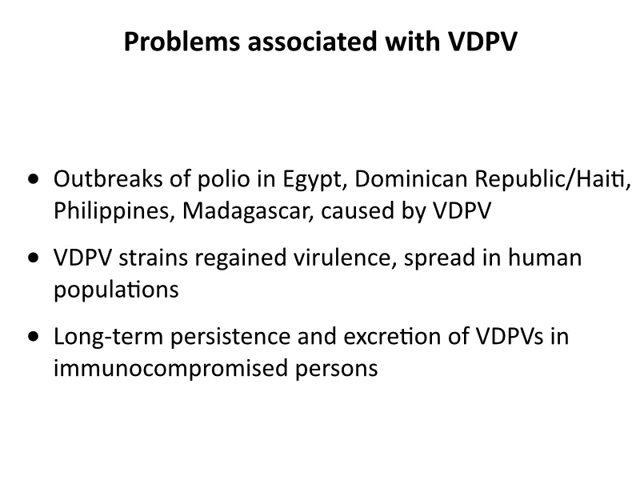 Problems associated with VDPV
• Outbreaks of polio in Egypt, Dominican Republic/Haiti,
Philippines, Madagascar, caused by VDPV
• VDPV strains regained virulence, spread in human
populations
• Long-term persistence and excretion of VDPVs in
immunocompromised persons